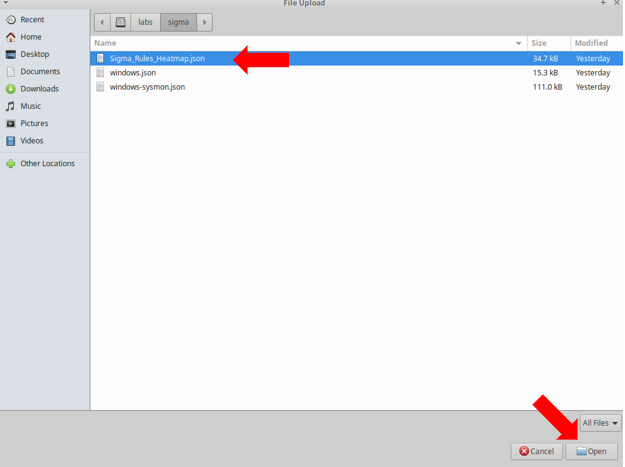 File Upload
Recent
Home
Desktop
Documents
Downloads
Music
Pictures
Videos
Other Locations
labs sigma
Name Size Modified
Sigma_Rules_Heatmap.json 34.7 kB Yesterday
windows.json 15.3 kB Yesterday
windows-sysmon.json 111.0 kB Yesterday
All Files
Cancel Open